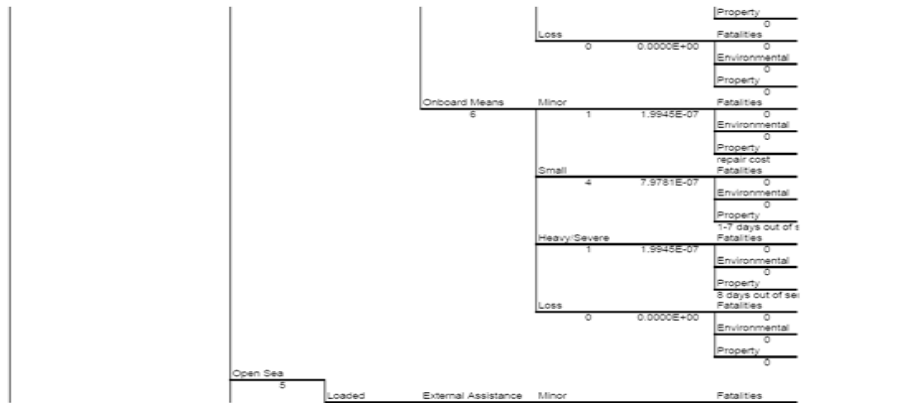 Property
0
Loss Fatalities
0 0.0000E+00 0
Environmental
0
Property
0
Onboard Means Minor Fatalities
6 1 1.9945E-07 0
Environmental
0
Property
repair cost
Small Fatalities
4 7.9781E-07 0
Environmental
0
Property
1-7 days out of s
Heavy/Severe Fatalities
1 1.9945E-07 0
Environmental
0
Property
8 days out of se
Loss Fatalities
0 0.0000E+00 0
Environmental
0
Property
0
Open Sea
5
Loaded External Assistance Minor Fatalities